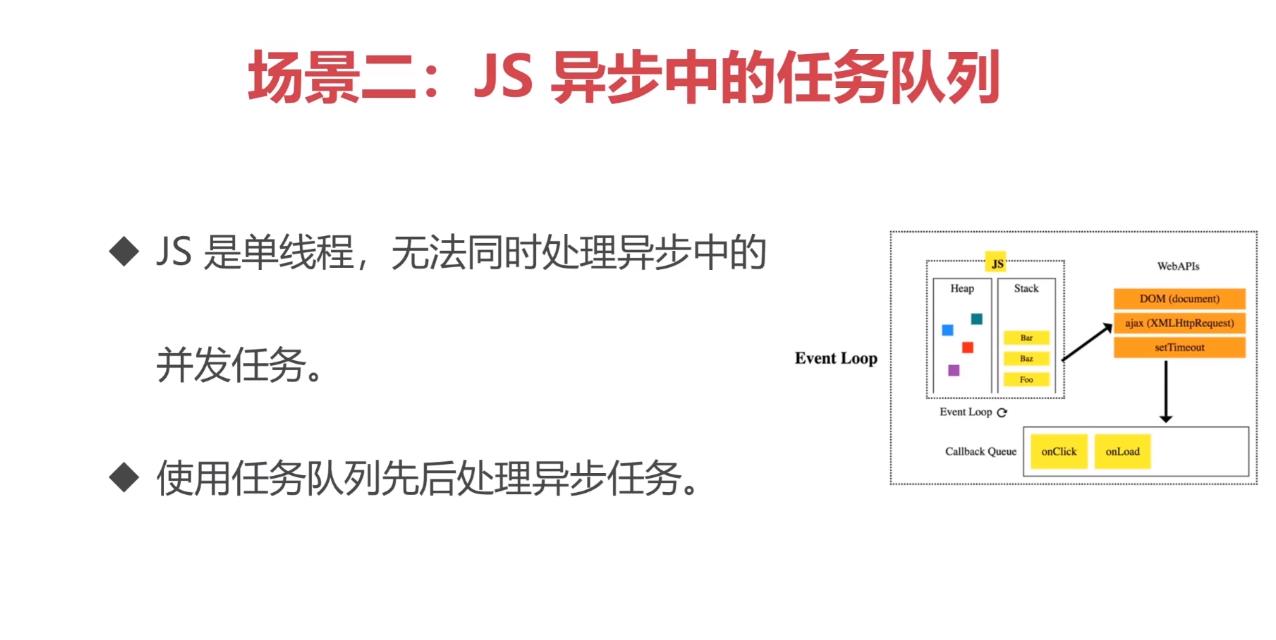 场景二：JS 异步中的任务队列
◆ JS 是单线程，无法同时处理异步中的
并发任务。
◆ 使用任务队列先后处理异步任务。
Event Loop
JS
Heap
Stack
Bar
Baz
Foo
Event Loop
WebAPIs
DOM (document)
ajax (XMLHttpRequest)
setTimeout
Callback Queue
onClick
onLoad